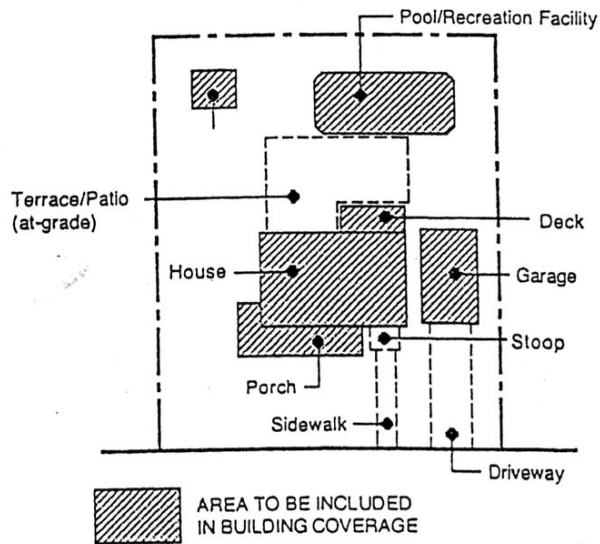 Pool/Recreation Facility
Terrace/Patio
(at-grade)
Deck
House
Garage
Stoop
Porch
Sidewalk
Driveway
AREA TO BE INCLUDED
IN BUILDING COVERAGE